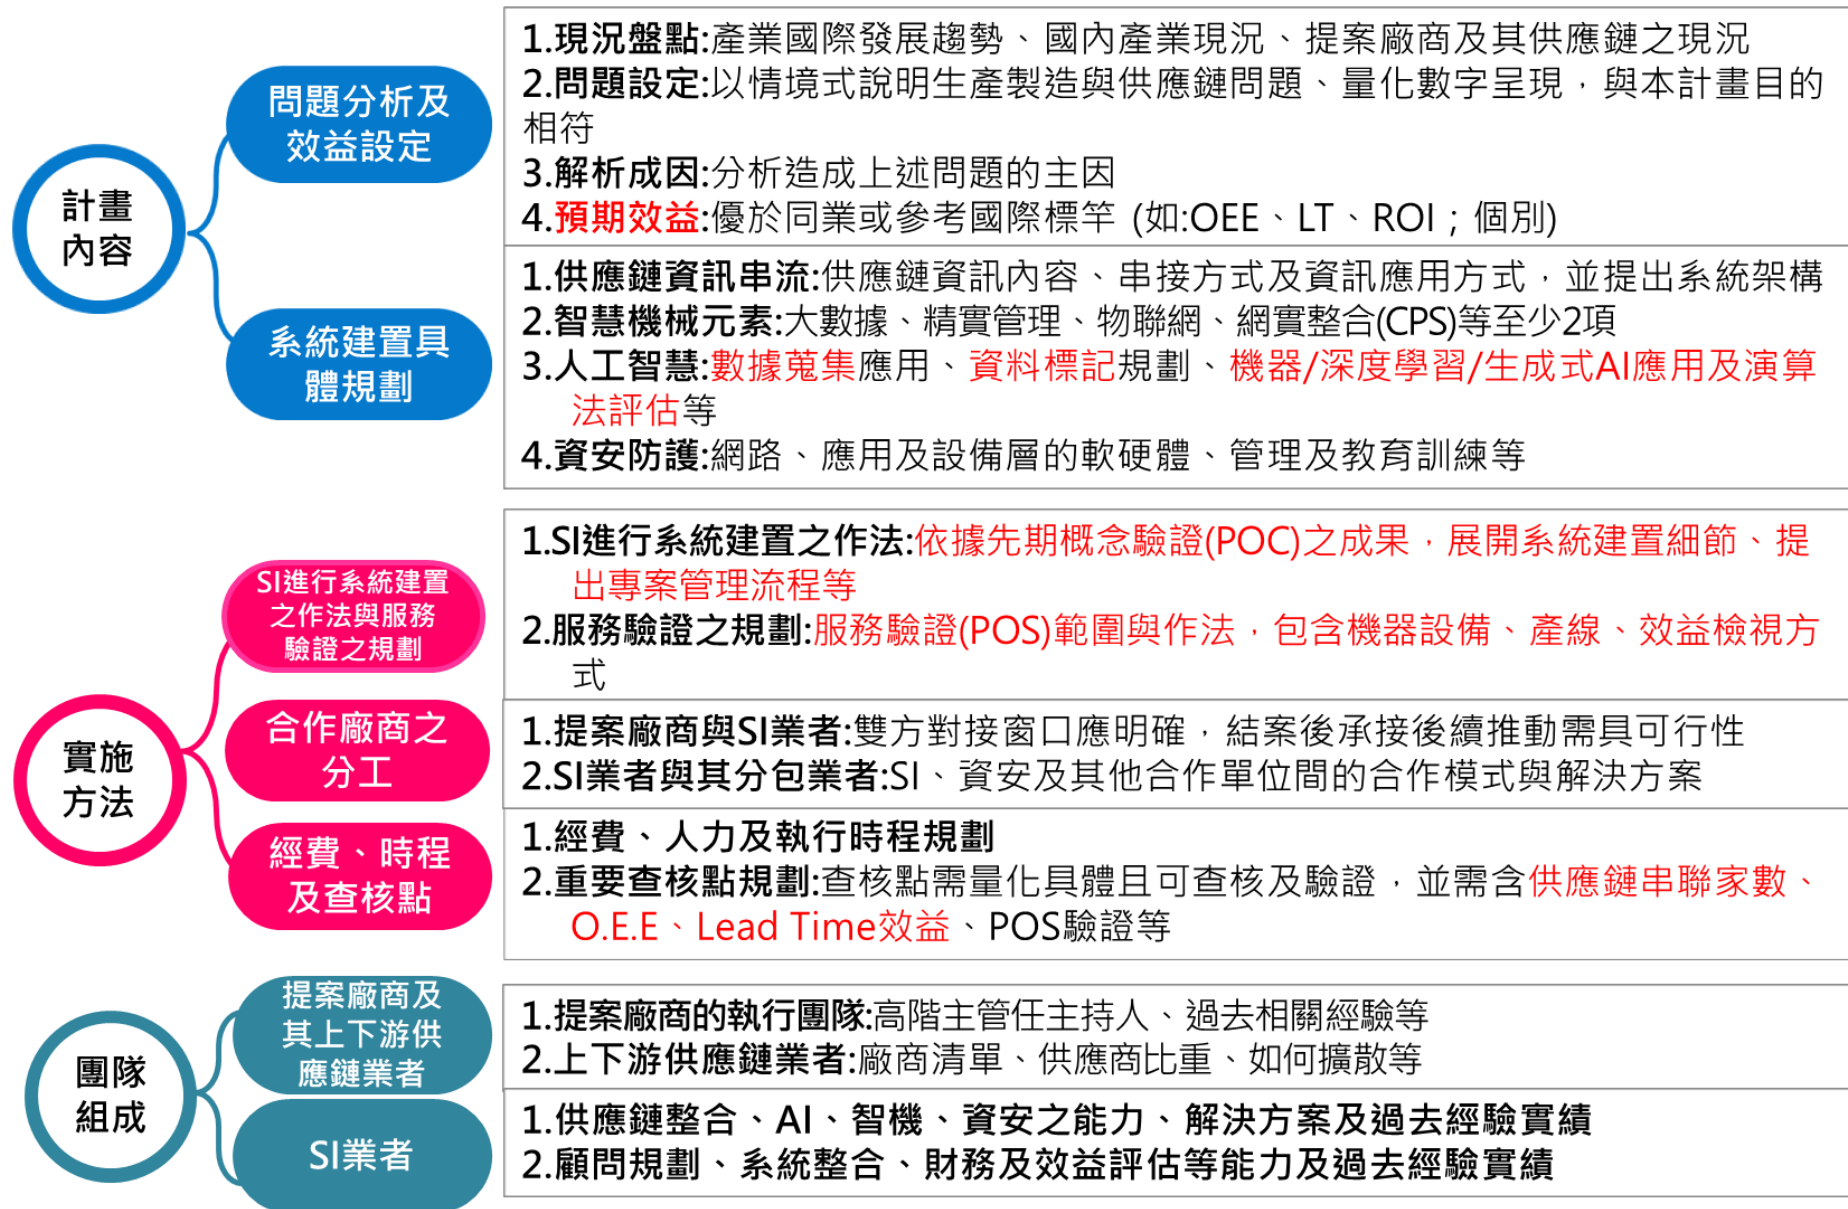 計畫
內容
問題分析及
效益設定
1.現況盤點:產業國際發展趨勢、國內產業現況、提案廠商及其供應鏈之現況
2.問題設定:以情境式說明生產製造與供應鏈問題、量化數字呈現，與本計畫目的
相符
3.解析成因:分析造成上述問題的主因
4.預期效益:優於同業或參考國際標竿 (如:OEE、LT、ROI；個別)
系統建置具
體規劃
1.供應鏈資訊串流:供應鏈資訊內容、串接方式及資訊應用方式，並提出系統架構
2.智慧機械元素:大數據、精實管理、物聯網、網實整合(CPS)等至少2項
3.人工智慧:數據蒐集應用、資料標記規劃、機器/深度學習/生成式AI應用及演算
法評估等
4.資安防護:網路、應用及設備層的軟硬體、管理及教育訓練等
實施
方法
SI進行系統建置
之作法與服務
驗證之規劃
1.SI進行系統建置之作法:依據先期概念驗證(POC)之成果，展開系統建置細節、提
出專案管理流程等
2.服務驗證之規劃:服務驗證(POS)範圍與作法，包含機器設備、產線、效益檢視方
式
合作廠商之
分工
1.提案廠商與SI業者:雙方對接窗口應明確，結案後承接後續推動需具可行性
2.SI業者與其分包業者:SI、資安及其他合作單位間的合作模式與解決方案
經費、時程
及查核點
1.經費、人力及執行時程規劃
2.重要查核點規劃:查核點需量化具體且可查核及驗證，並需含供應鏈串聯家數、
O.E.E、Lead Time效益、POS驗證等
團隊
組成
提案廠商及
其上下游供
應鏈業者
1.提案廠商的執行團隊:高階主管任主持人、過去相關經驗等
2.上下游供應鏈業者:廠商清單、供應商比重、如何擴散等
SI業者
1.供應鏈整合、AI、智機、資安之能力、解決方案及過去經驗實績
2.顧問規劃、系統整合、財務及效益評估等能力及過去經驗實績